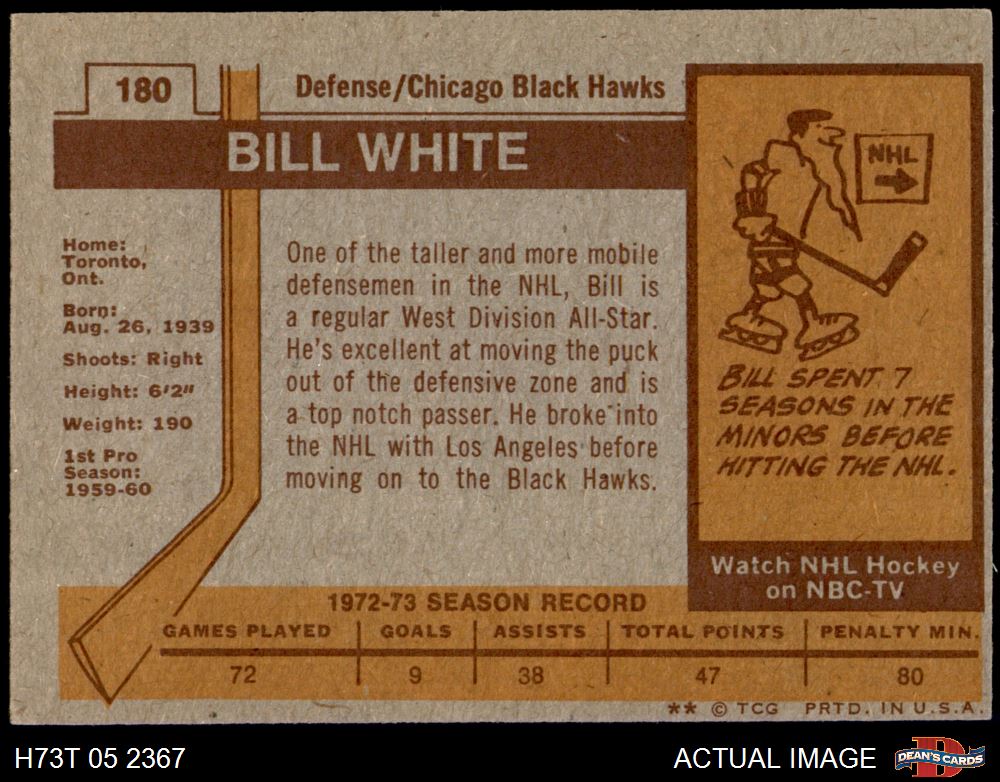 180
Defense/Chicago Black Hawks
BILL WHITE
Home:
Toronto,
Ont.
Born:
Aug. 26, 1939
Shoots: Right
Height: 6'2"
Weight: 190
1st Pro
Season:
1959-60
One of the taller and more mobile
defensemen in the NHL, Bill is
a regular West Division All-Star.
He's excellent at moving the puck
out of the defensive zone and is
a top notch passer. He broke into
the NHL with Los Angeles before
moving on to the Black Hawks.
NHL
BILL SPENT 7
SEASONS IN THE
MINORS BEFORE
HITTING THE NHL.
Watch NHL Hockey
on NBC-TV
1972-73 SEASON RECORD
GAMES PLAYED GOALS ASSISTS TOTAL POINTS PENALTY MIN.
72 9 38 47 80
** © TCG PRTD. IN U.S.A.
H73T 05 2367
ACTUAL IMAGE
D
DEAN'S CARDS